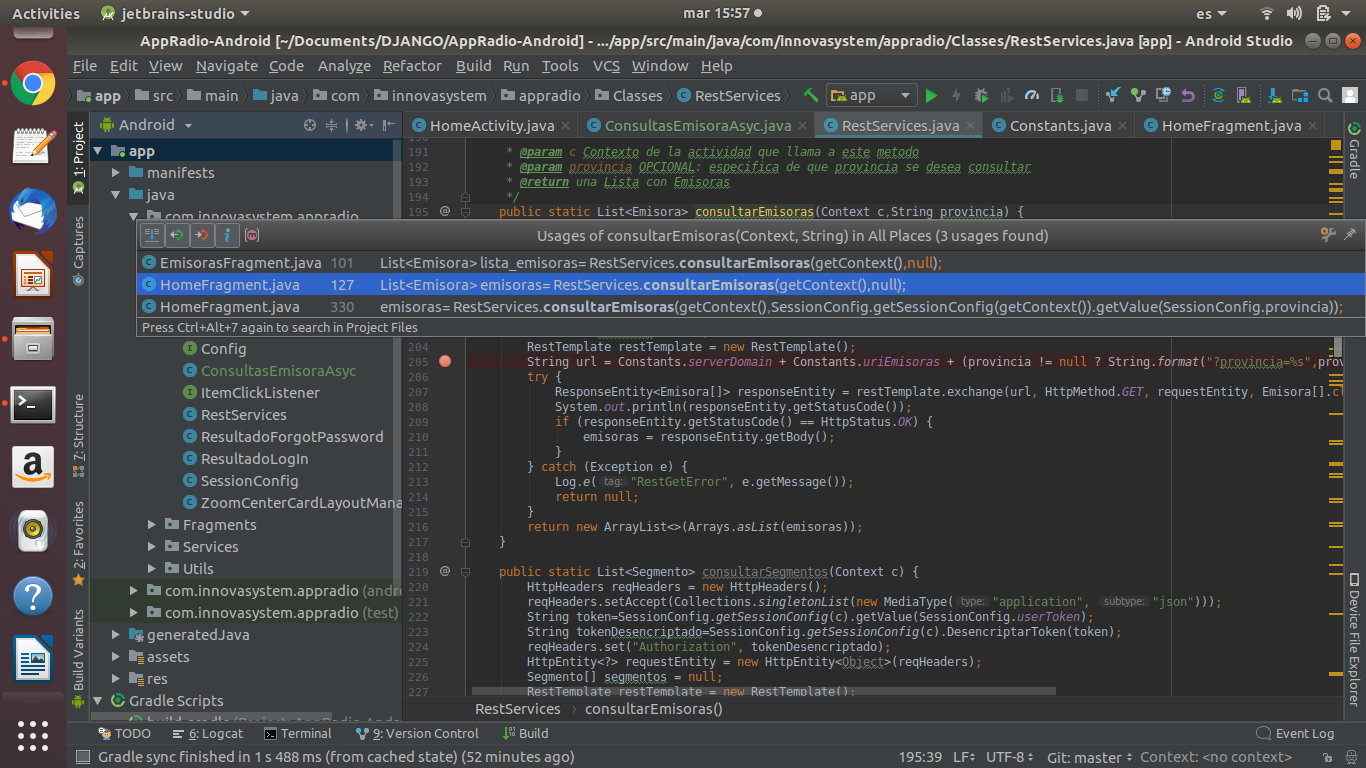 Activities jetbrains-studio mar 15:57 es
AppRadio-Android [~/Documents/DJANGO/AppRadio-Android] - .../app/src/main/java/com/innovasystem/appradio/Classes/RestServices.java [app] - Android Studio
File Edit View Navigate Code Analyze Refactor Build Run Tools VCS Window Help
app src main java com innovasystem appradio Classes RestServices app
Android HomeActivity.java ConsultasEmisoraAsyc.java RestServices.java Constants.java HomeFragment.java
1: Project
Captures
7: Structure
2: Favorites
Build Variants
app
manifests
java
com.innovasystem.appradio
191 * @param c Contexto de la actividad que llama a este metodo
192 * @param provincia OPCIONAL: especifica de que provincia se desea consultar
193 * @return una Lista con Emisoras
194 */
195 @ public static List<Emisora> consultarEmisoras(Context c,String provincia) {
Usages of consultarEmisoras(Context, String) in All Places (3 usages found)
EmisorasFragment.java 101 List<Emisora> lista_emisoras= RestServices.consultarEmisoras(getContext(),null);
HomeFragment.java 127 List<Emisora> emisoras= RestServices.consultarEmisoras(getContext(),null);
HomeFragment.java 330 emisoras= RestServices.consultarEmisoras(getContext(),SessionConfig.getSessionConfig(getContext()).getValue(SessionConfig.provincia));
Press Ctrl+Alt+7 again to search in Project Files
Config
ConsultasEmisoraAsyc
ItemClickListener
RestServices
ResultadoForgotPassword
ResultadoLogIn
SessionConfig
ZoomCenterCardLayoutMana
Fragments
Services
Utils
com.innovasystem.appradio (andr
com.innovasystem.appradio (test)
generatedJava
assets
res
Gradle Scripts
204 RestTemplate restTemplate = new RestTemplate();
205 String url = Constants.serverDomain + Constants.uriEmisoras + (provincia != null ? String.format("?provincia=%s",prov
206 try {
207 ResponseEntity<Emisora[]> responseEntity = restTemplate.exchange(url, HttpMethod.GET, requestEntity, Emisora[].cl
208 System.out.println(responseEntity.getStatusCode());
209 if (responseEntity.getStatusCode() == HttpStatus.OK) {
210 emisoras = responseEntity.getBody();
211 }
212 } catch (Exception e) {
213 Log.e( tag: "RestGetError", e.getMessage());
214 return null;
215 }
216 return new ArrayList<>(Arrays.asList(emisoras));
217 }
218
219 @ public static List<Segmento> consultarSegmentos(Context c) {
220 HttpHeaders reqHeaders = new HttpHeaders();
221 reqHeaders.setAccept(Collections.singletonList(new MediaType( type: "application", subtype: "json")));
222 String token=SessionConfig.getSessionConfig(c).getValue(SessionConfig.userToken);
223 String tokenDesencriptado=SessionConfig.getSessionConfig(c).DesencriptarToken(token);
224 reqHeaders.set("Authorization", tokenDesencriptado);
225 HttpEntity<?> requestEntity = new HttpEntity<Object>(reqHeaders);
226 Segmento[] segmentos = null;
227 RestTemplate restTemplate = new RestTemplate();
RestServices consultarEmisoras()
Gradle
Device File Explorer
TODO 6: Logcat Terminal 9: Version Control Build Event Log
Gradle sync finished in 1 s 488 ms (from cached state) (52 minutes ago) 195:39 LF UTF-8 Git: master Context: <no context>